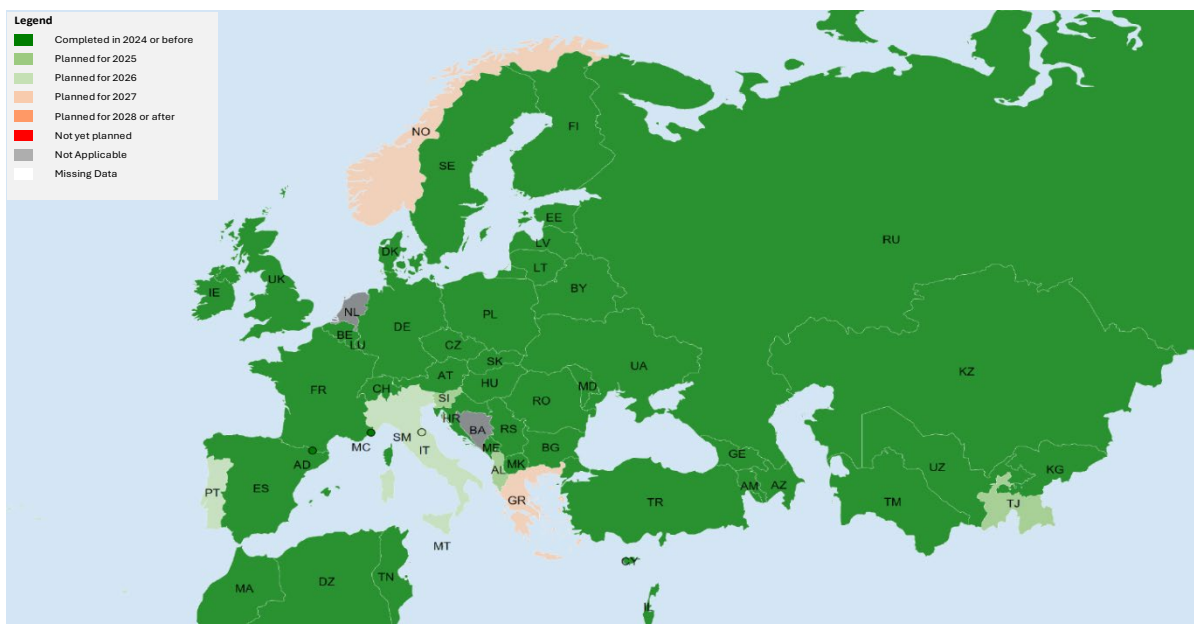 Legend
Completed in 2024 or before
Planned for 2025
Planned for 2026
Planned for 2027
Planned for 2028 or after
Not yet planned
Not Applicable
Missing Data
NO
FI
SE
EE
RU
LV
DK
LT
UK
BY
IE
NL
PL
DE
BE
LU
CZ
SK
UA
AT
KZ
HU
MD
FR
CH
SI
RO
HR
BA
RS
SM
MC
IT
ME
BG
GE
AD
MK
UZ
KG
AL
ES
PT
AM
AZ
GR
TR
TM
TJ
MT
CY
TN
DZ
MA
IL